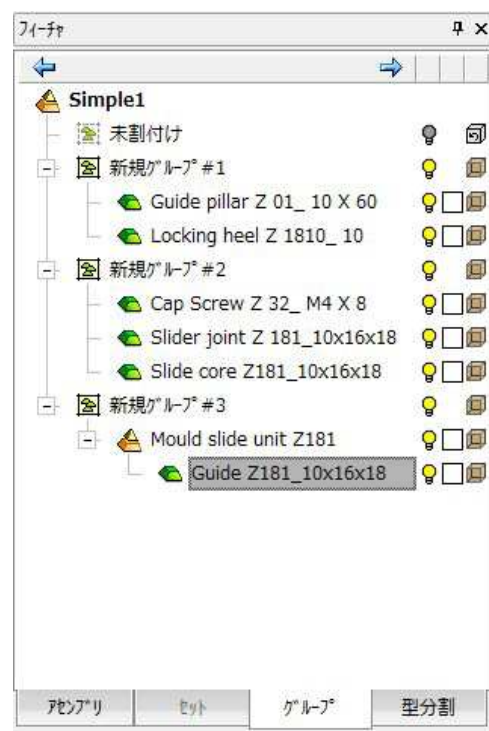 フィーチャ
Simple1
未割付け
新規グループ#1
Guide pillar Z 01_ 10 X 60
Locking heel Z 1810_ 10
新規グループ#2
Cap Screw Z 32_ M4 X 8
Slider joint Z 181_10x16x18
Slide core Z181_10x16x18
新規グループ#3
Mould slide unit Z181
Guide Z181_10x16x18
アセンブリ セット グループ 型分割